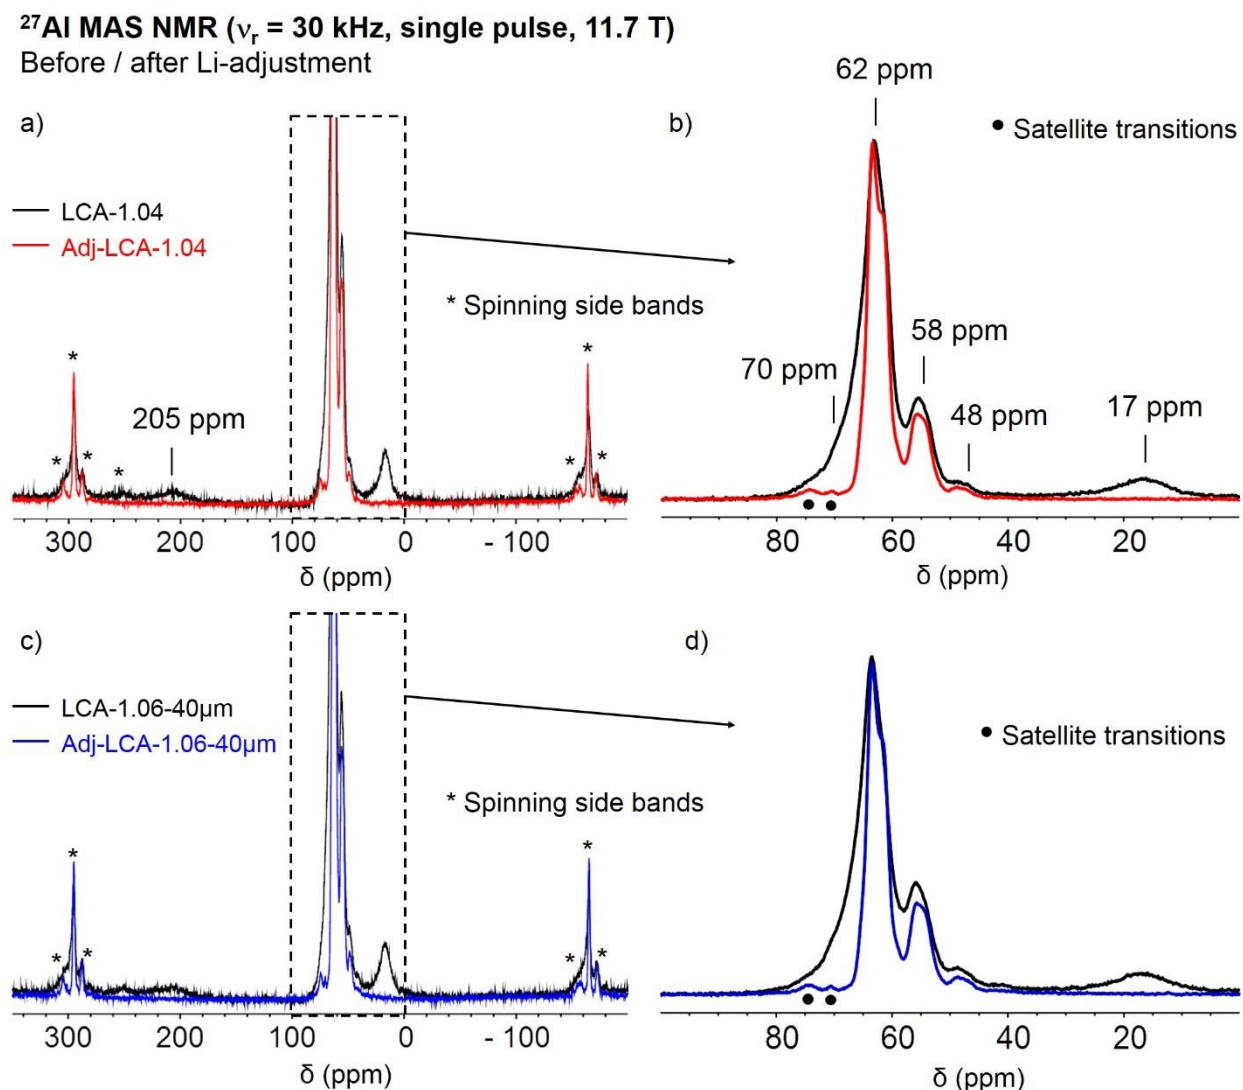 ²⁷Al MAS NMR (νᵣ = 30 kHz, single pulse, 11.7 T)
Before / after Li-adjustment
a)
LCA-1.04
Adj-LCA-1.04
* Spinning side bands
205 ppm
* * * * * * *
300 200 100 0 - 100
δ (ppm)
b)
62 ppm
• Satellite transitions
70 ppm
58 ppm
48 ppm
17 ppm
80 60 40 20
δ (ppm)
c)
LCA-1.06-40µm
Adj-LCA-1.06-40µm
* Spinning side bands
* * * * * *
300 200 100 0 - 100
δ (ppm)
d)
• Satellite transitions
80 60 40 20
δ (ppm)